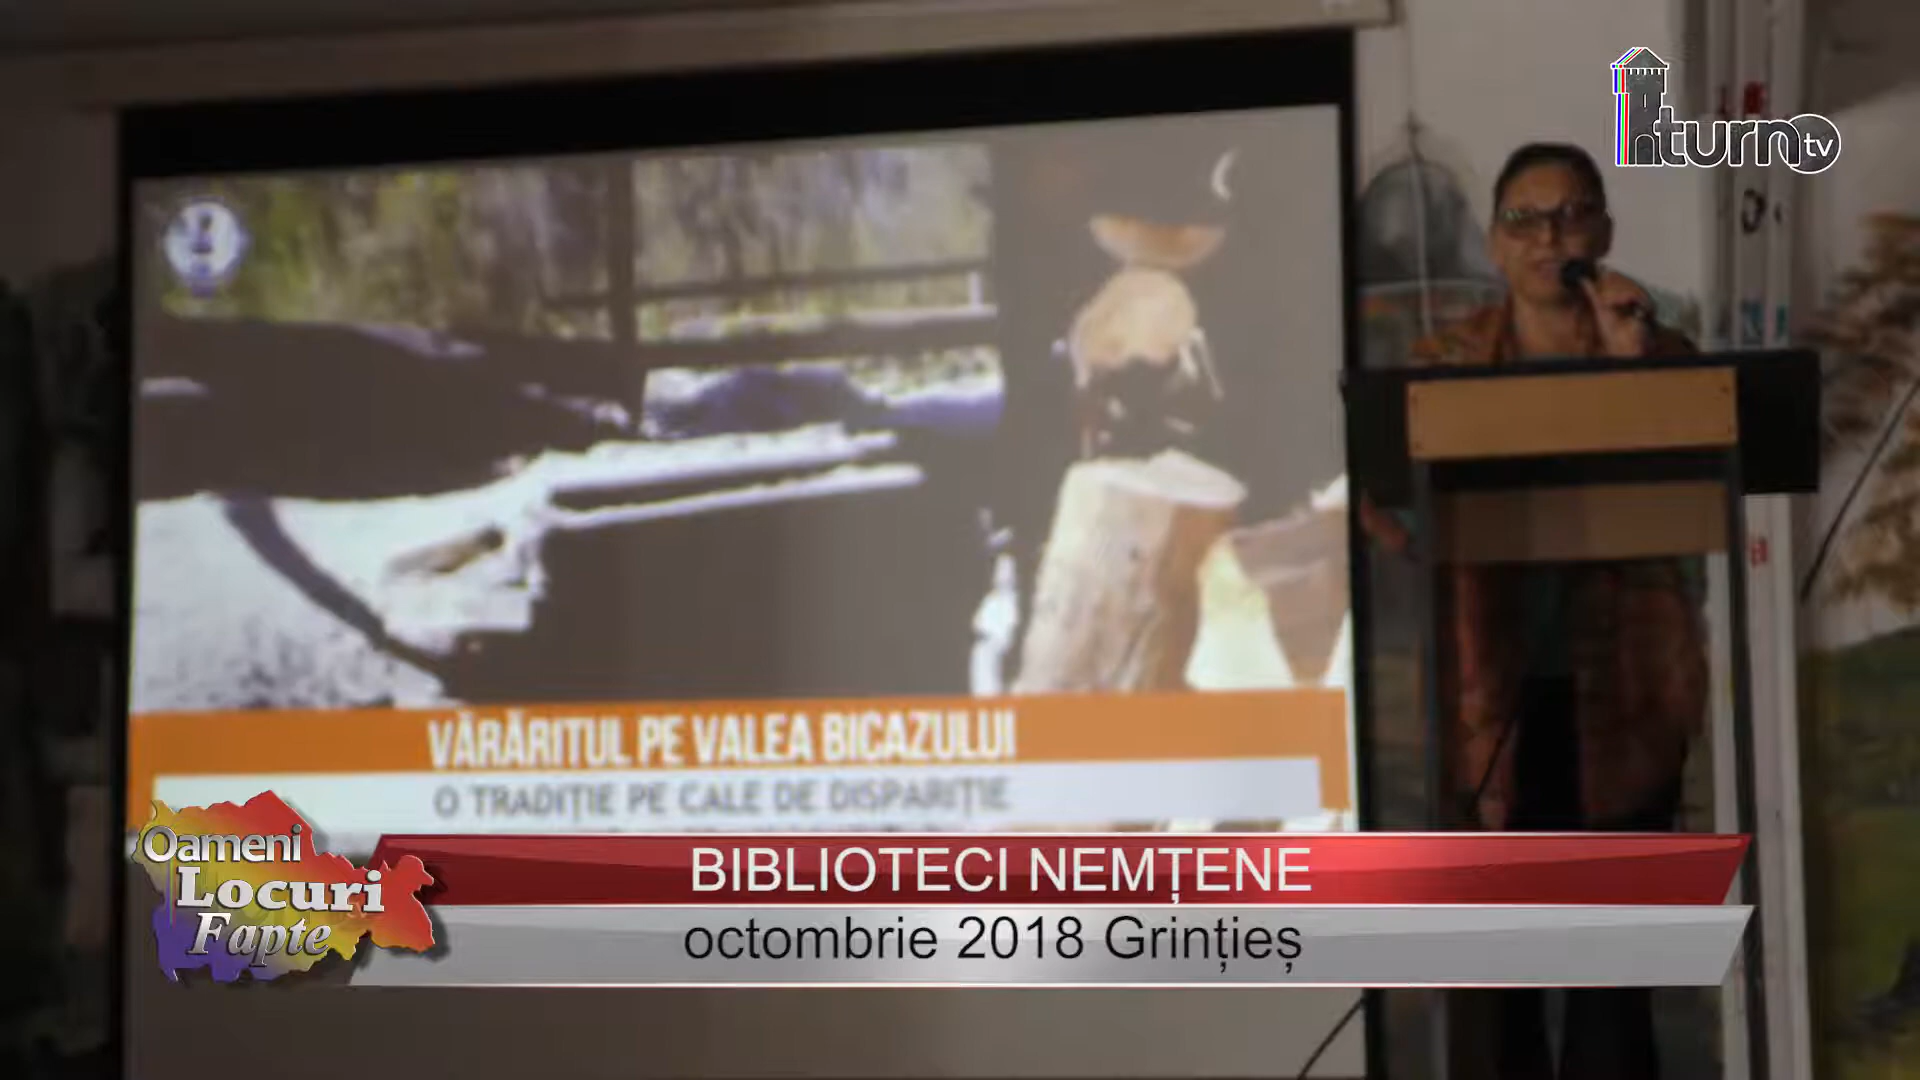 turn tv
VĂRĂRITUL PE VALEA BICAZULUI
O TRADIȚIE PE CALE DE DISPARIȚIE
Oameni
Locuri
Fapte
BIBLIOTECI NEMȚENE
octombrie 2018 Grințieș